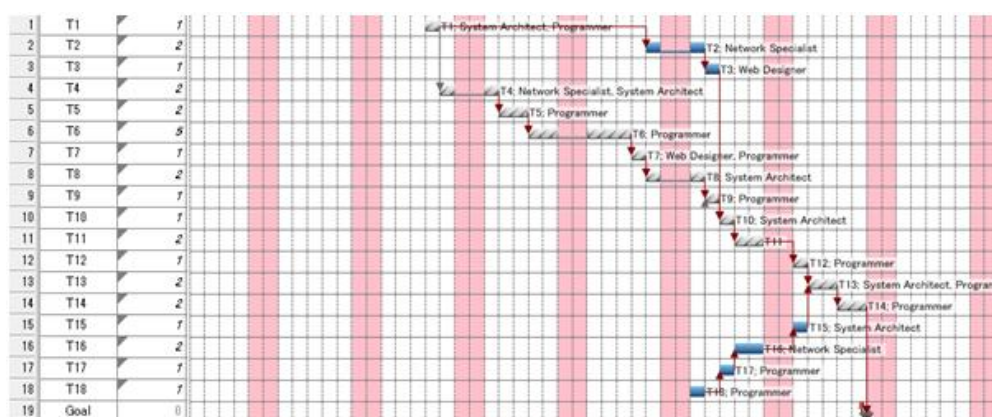 1 T1 1 T1; System Architect, Programmer
2 T2 2 T2; Network Specialist
3 T3 1 T3; Web Designer
4 T4 2 T4; Network Specialist, System Architect
5 T5 2 T5; Programmer
6 T6 5 T6; Programmer
7 T7 1 T7; Web Designer, Programmer
8 T8 2 T8; System Architect
9 T9 1 T9; Programmer
10 T10 1 T10; System Architect
11 T11 2 T11
12 T12 1 T12; Programmer
13 T13 2 T13; System Architect, Progra
14 T14 2 T14; Programmer
15 T15 1 T15; System Architect
16 T16 2 T16; Network Specialist
17 T17 1 T17; Programmer
18 T18 1 T18; Programmer
19 Goal 0